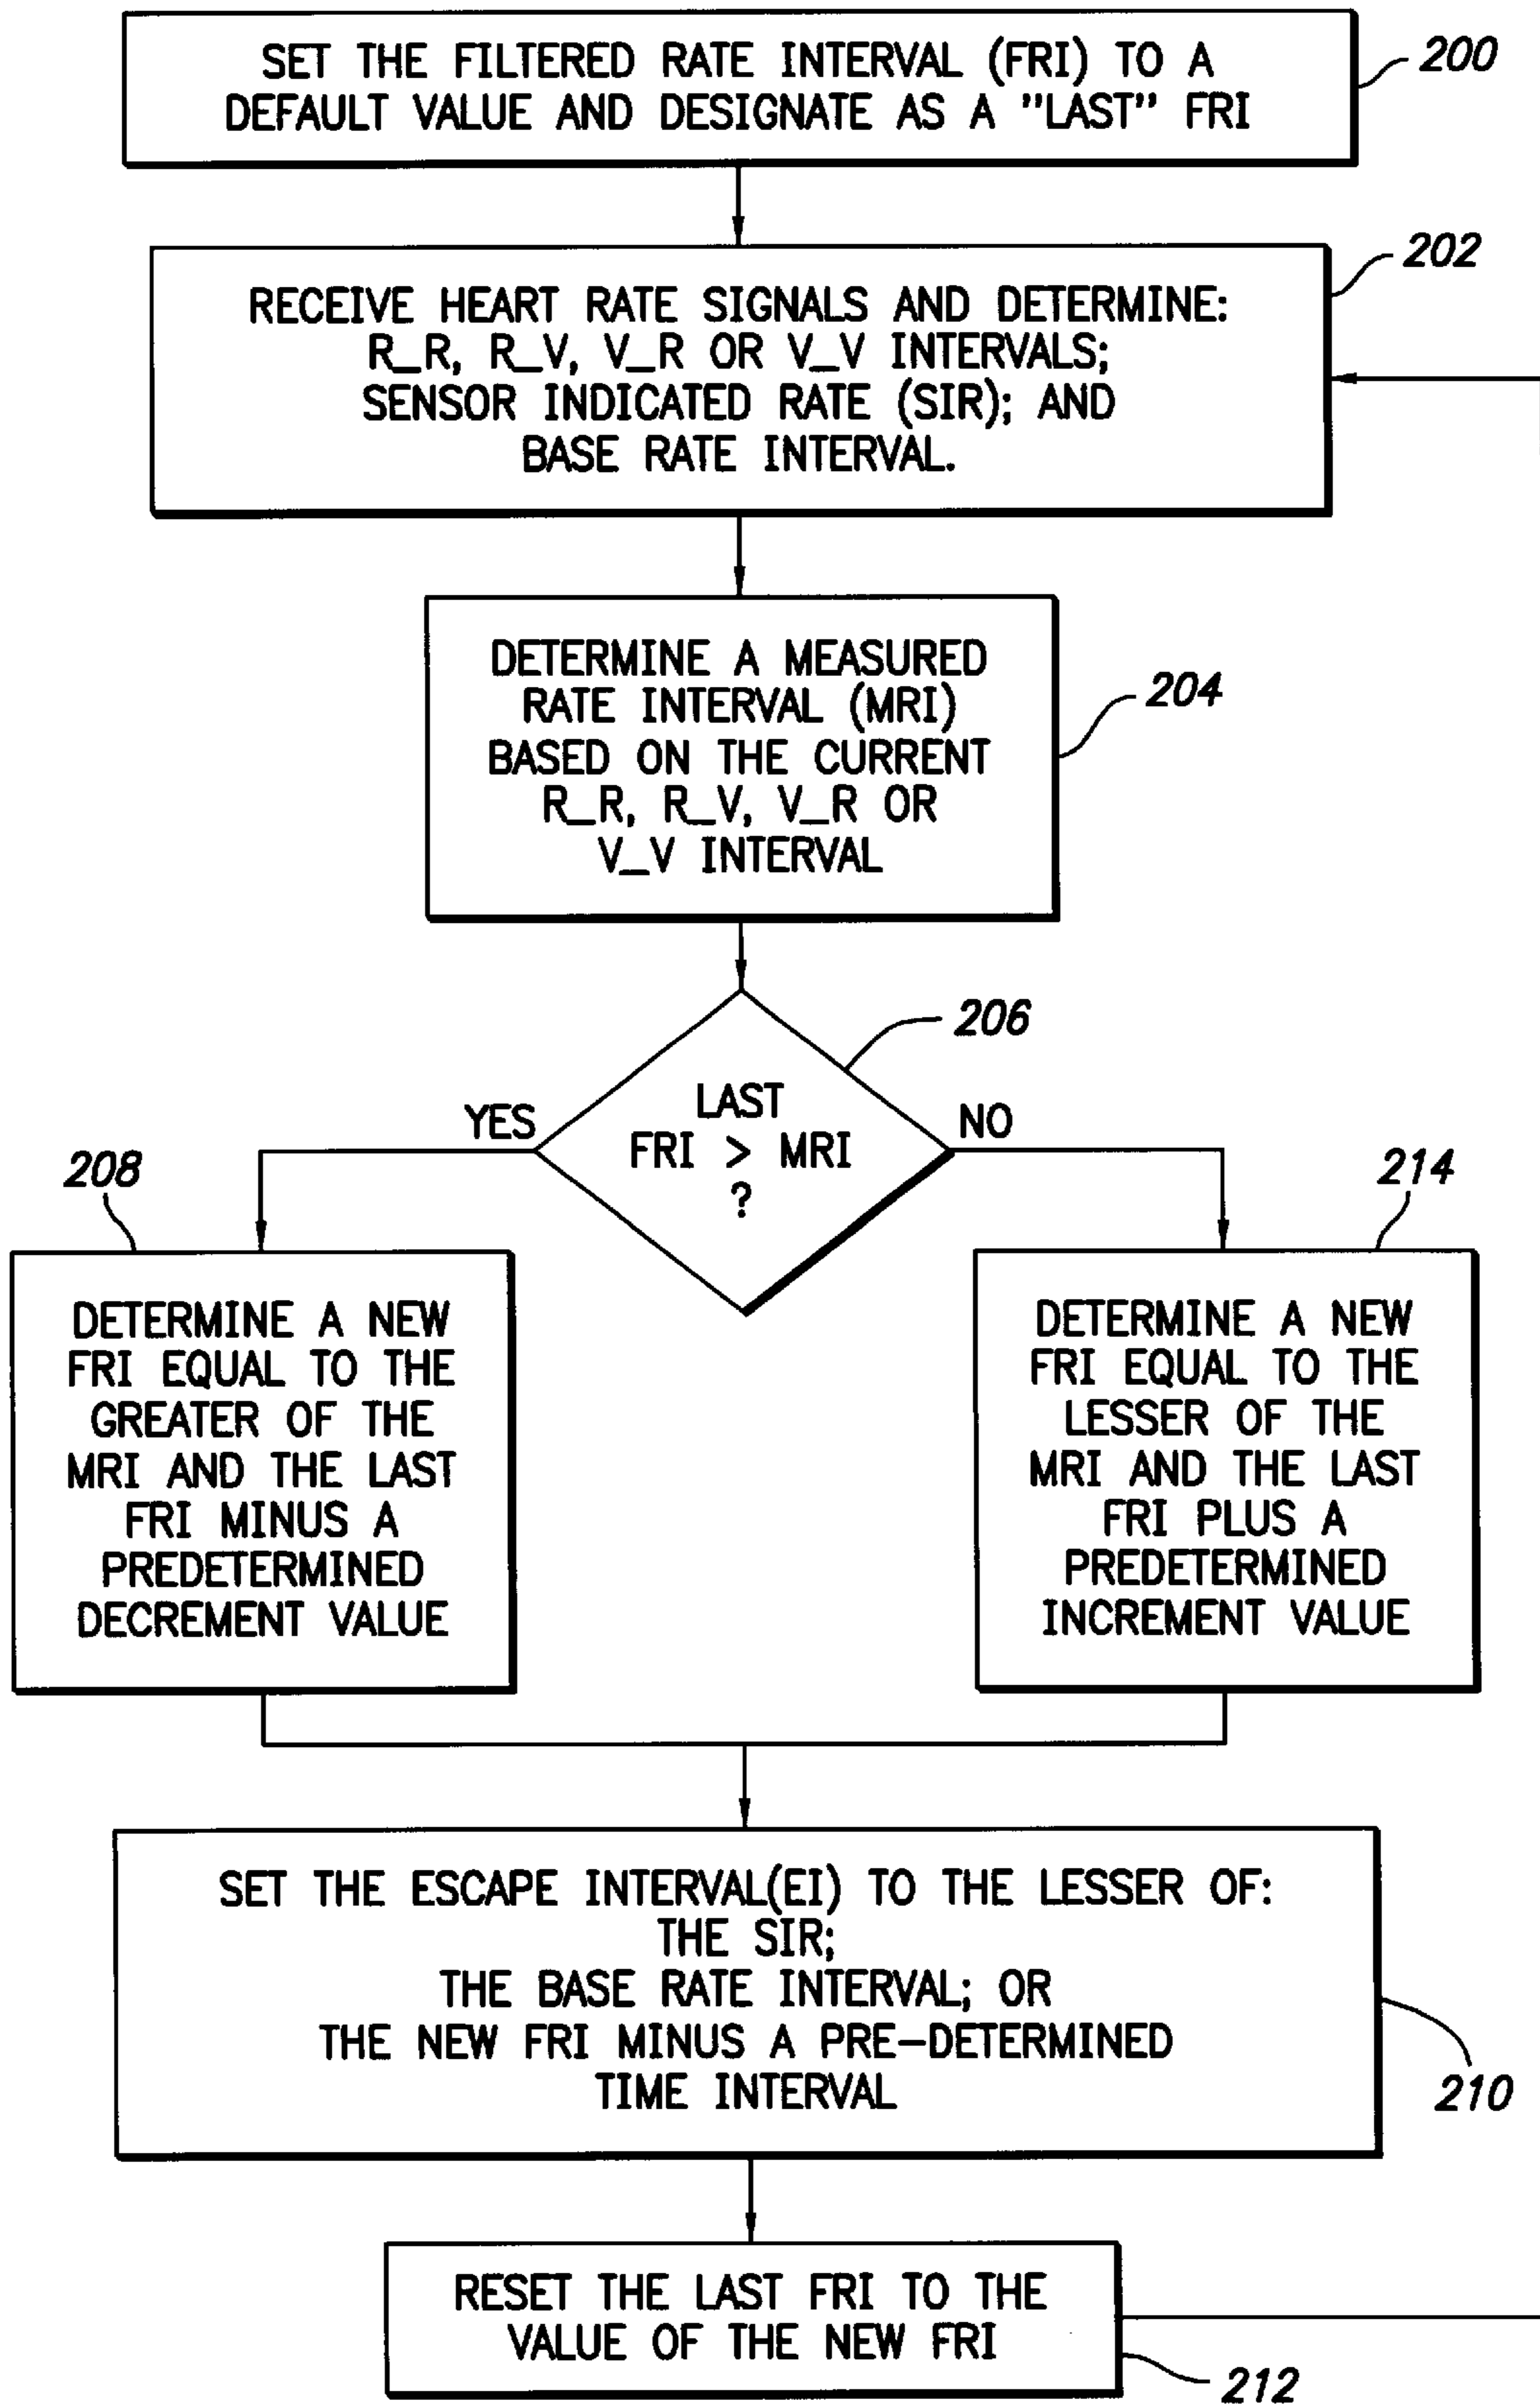 SET THE FILTERED RATE INTERVAL (FRI) TO A
DEFAULT VALUE AND DESIGNATE AS A "LAST" FRI
200
RECEIVE HEART RATE SIGNALS AND DETERMINE:
R_R, R_V, V_R OR V_V INTERVALS;
SENSOR INDICATED RATE (SIR); AND
BASE RATE INTERVAL.
202
DETERMINE A MEASURED
RATE INTERVAL (MRI)
BASED ON THE CURRENT
R_R, R_V, V_R OR
V_V INTERVAL
204
LAST
FRI > MRI
?
206
YES
NO
208
DETERMINE A NEW
FRI EQUAL TO THE
GREATER OF THE
MRI AND THE LAST
FRI MINUS A
PREDETERMINED
DECREMENT VALUE
214
DETERMINE A NEW
FRI EQUAL TO THE
LESSER OF THE
MRI AND THE LAST
FRI PLUS A
PREDETERMINED
INCREMENT VALUE
SET THE ESCAPE INTERVAL(EI) TO THE LESSER OF:
THE SIR;
THE BASE RATE INTERVAL; OR
THE NEW FRI MINUS A PRE-DETERMINED
TIME INTERVAL
210
RESET THE LAST FRI TO THE
VALUE OF THE NEW FRI
212